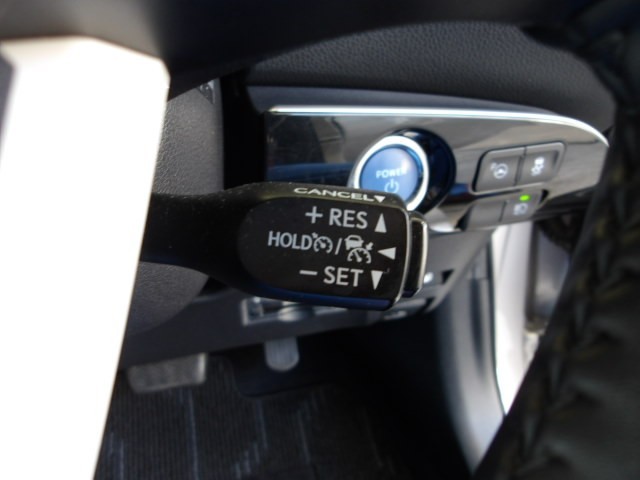 POWER
CANCEL▼
+ RES ▲
HOLD / ◀
− SET ▼